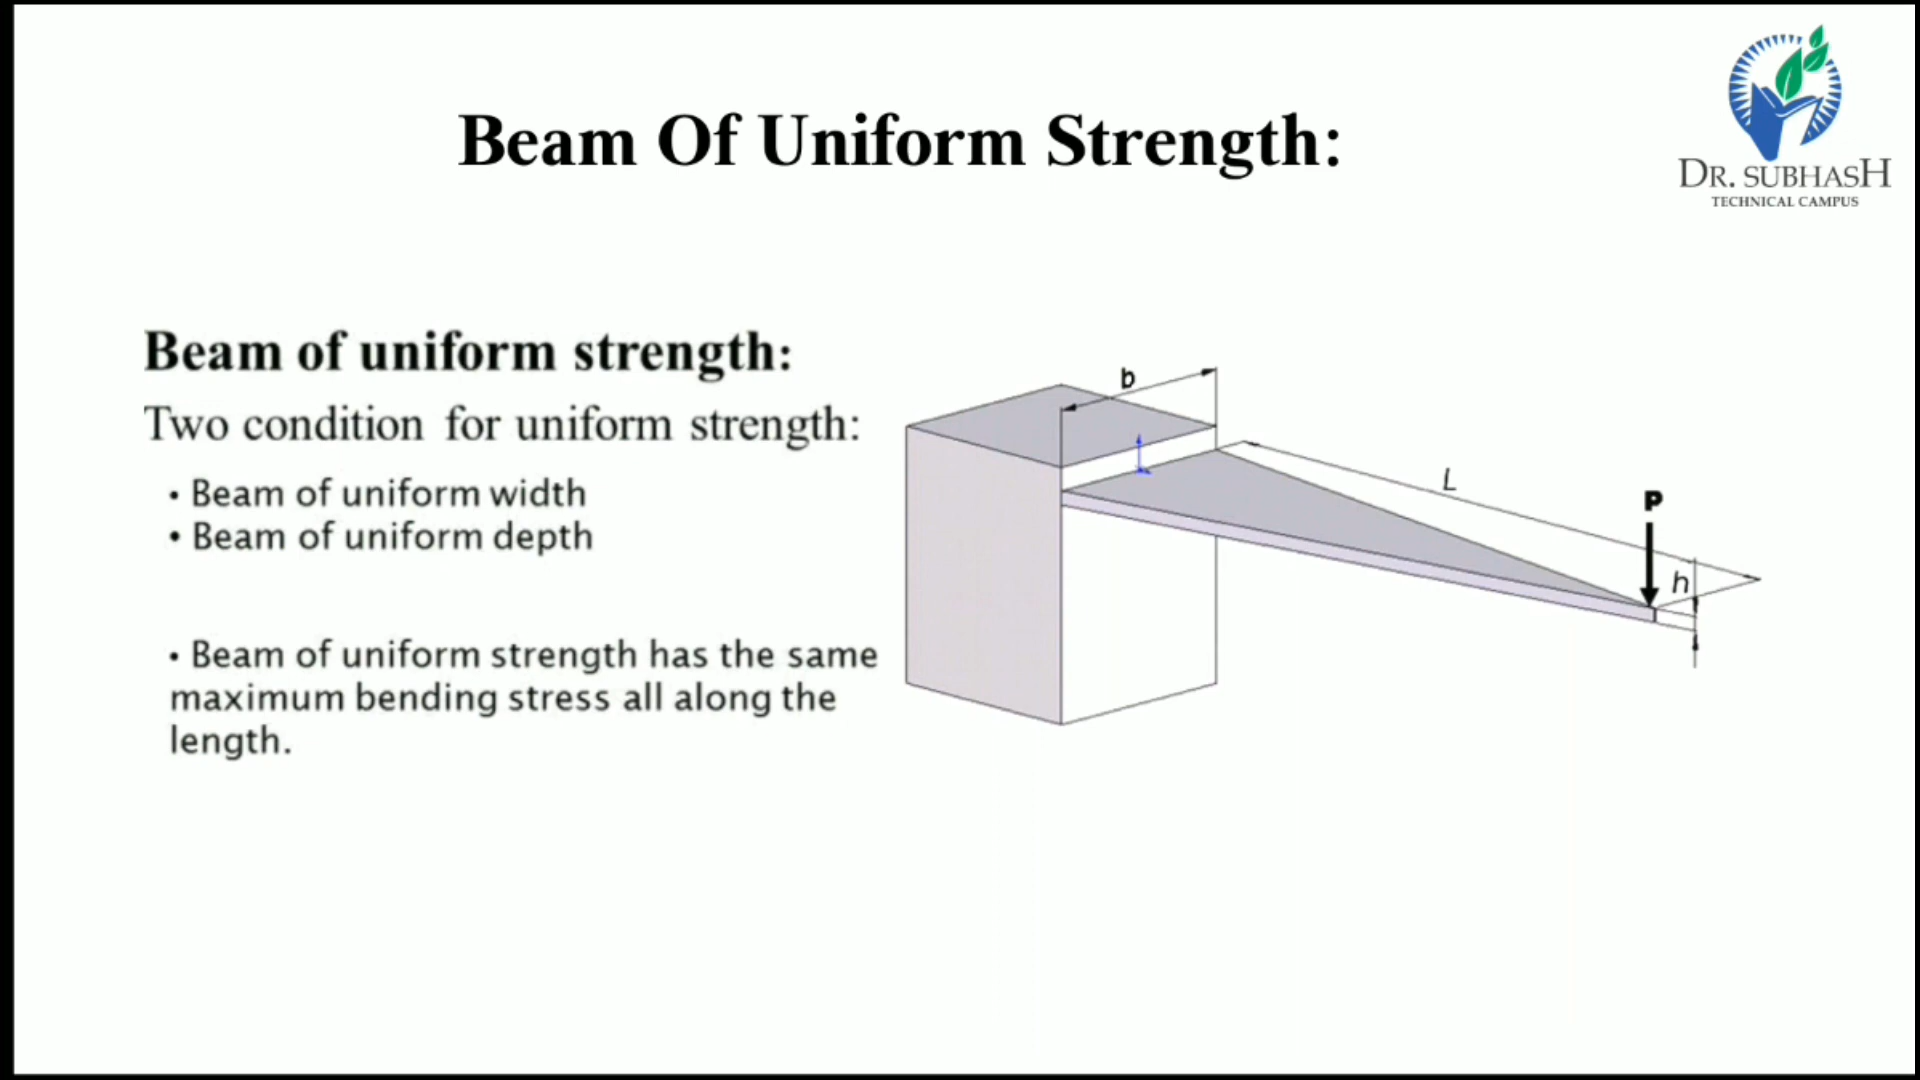 DR. SUBHASH
TECHNICAL CAMPUS
Beam Of Uniform Strength:
Beam of uniform strength:
Two condition for uniform strength:
• Beam of uniform width
• Beam of uniform depth
• Beam of uniform strength has the same
maximum bending stress all along the
length.
b
L
P
h